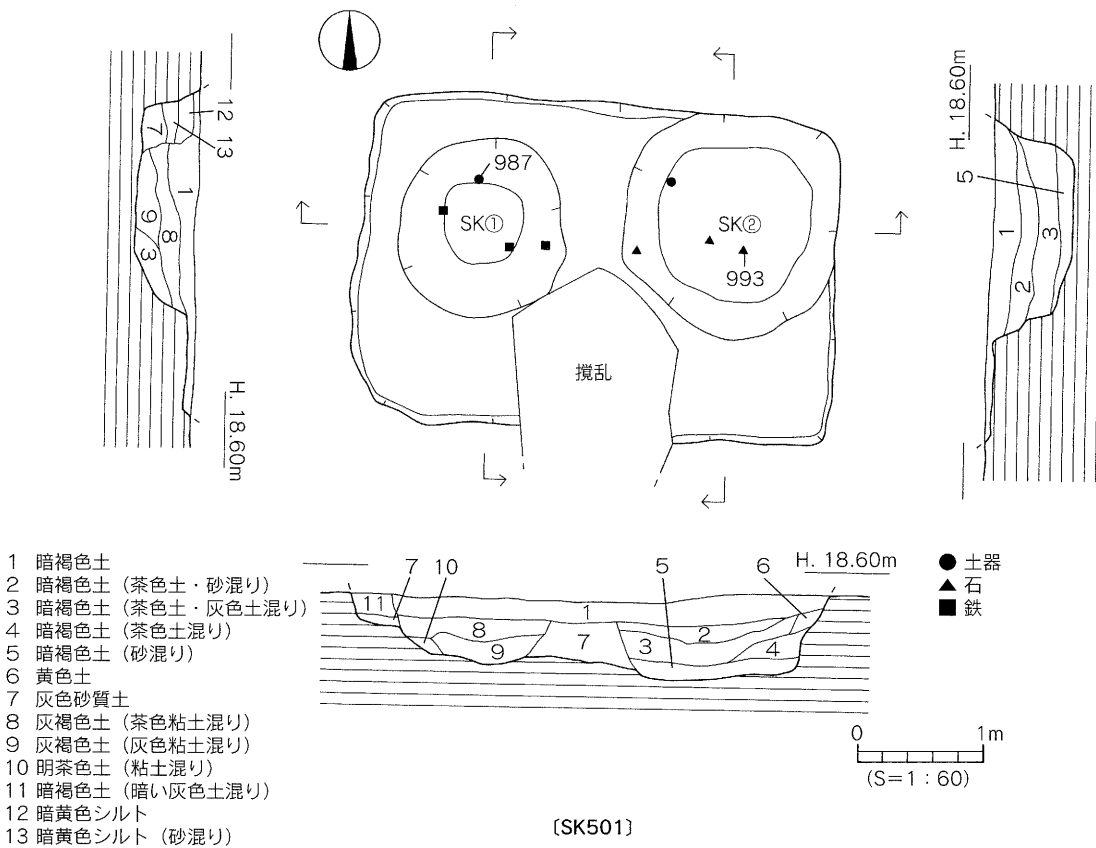 12
13
7
1
9
8
3
H. 18.60m
987
SK①
SK②
993
撹乱
H. 18.60m
5
1
3
2
1 暗褐色土
2 暗褐色土（茶色土・砂混り）
3 暗褐色土（茶色土・灰色土混り）
4 暗褐色土（茶色土混り）
5 暗褐色土（砂混り）
6 黄色土
7 灰色砂質土
8 灰褐色土（茶色粘土混り）
9 灰褐色土（灰色粘土混り）
10 明茶色土（粘土混り）
11 暗褐色土（暗い灰色土混り）
12 暗黄色シルト
13 暗黄色シルト（砂混り）
7 10
5
6
H. 18.60m
11
1
8
9
7
3
2
4
● 土器
▲ 石
■ 鉄
0 1m
(S=1：60)
〔SK501〕